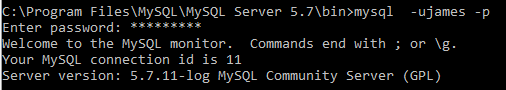 C:\Program Files\MySQL\MySQL Server 5.7\bin>mysql  -ujames -p
Enter password: *********
Welcome to the MySQL monitor.  Commands end with ; or \g.
Your MySQL connection id is 11
Server version: 5.7.11-log MySQL Community Server (GPL)